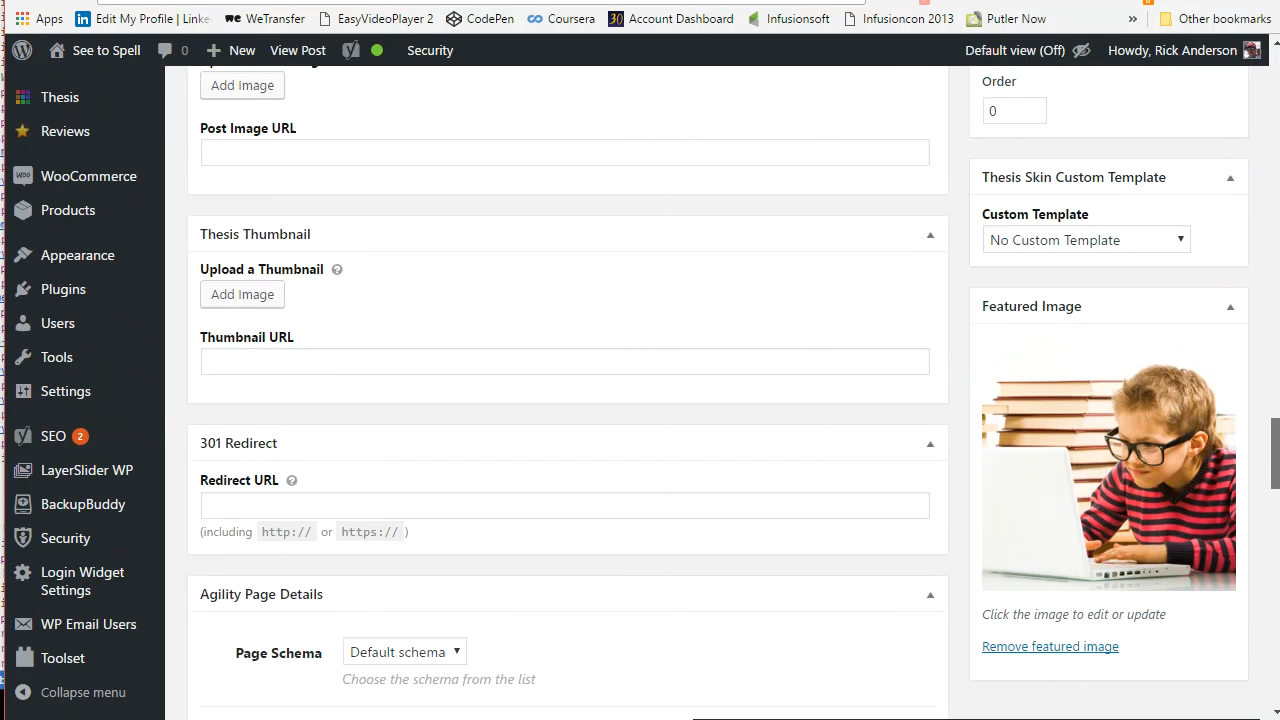 Apps Edit My Profile | Linke WeTransfer EasyVideoPlayer 2 CodePen Coursera 30 Account Dashboard Infusionsoft Infusioncon 2013 Putler Now » Other bookmarks
See to Spell 0 New View Post Security Default view (Off) Howdy, Rick Anderson
Thesis
Reviews
WooCommerce
Products
Appearance
Plugins
Users
Tools
Settings
SEO 2
LayerSlider WP
BackupBuddy
Security
Login Widget
Settings
WP Email Users
Toolset
Collapse menu
Add Image
Post Image URL
Thesis Thumbnail
Upload a Thumbnail
Add Image
Thumbnail URL
301 Redirect
Redirect URL
(including http:// or https:// )
Agility Page Details
Page Schema Default schema
Choose the schema from the list
Order
0
Thesis Skin Custom Template
Custom Template
No Custom Template
Featured Image
Click the image to edit or update
Remove featured image